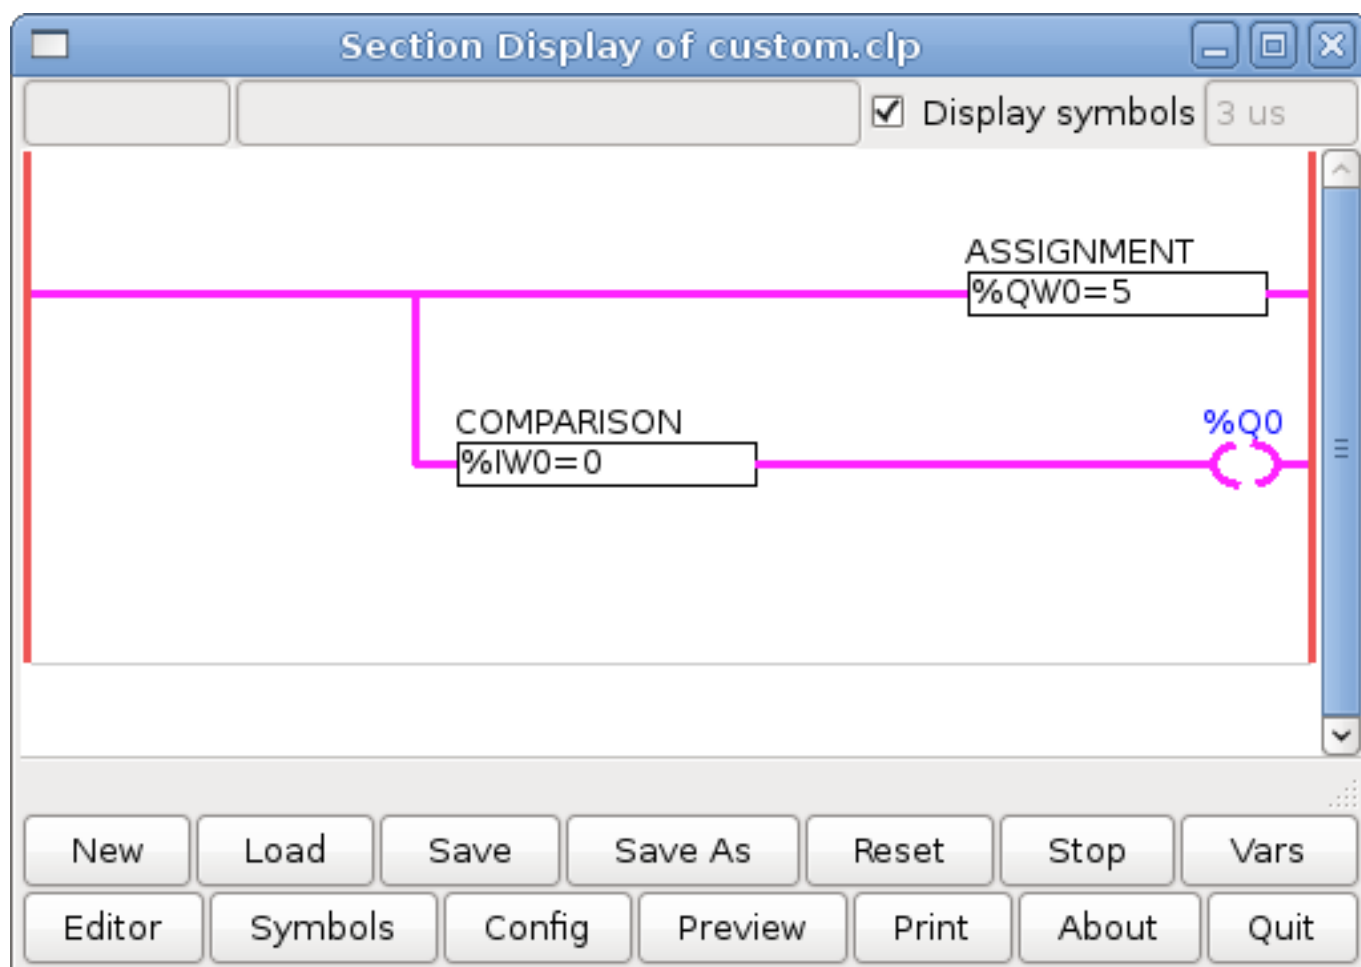 Section Display of custom.clp
Display symbols 3 us
ASSIGNMENT
%QW0=5
COMPARISON %Q0
%IW0=0
New Load Save Save As Reset Stop Vars
Editor Symbols Config Preview Print About Quit